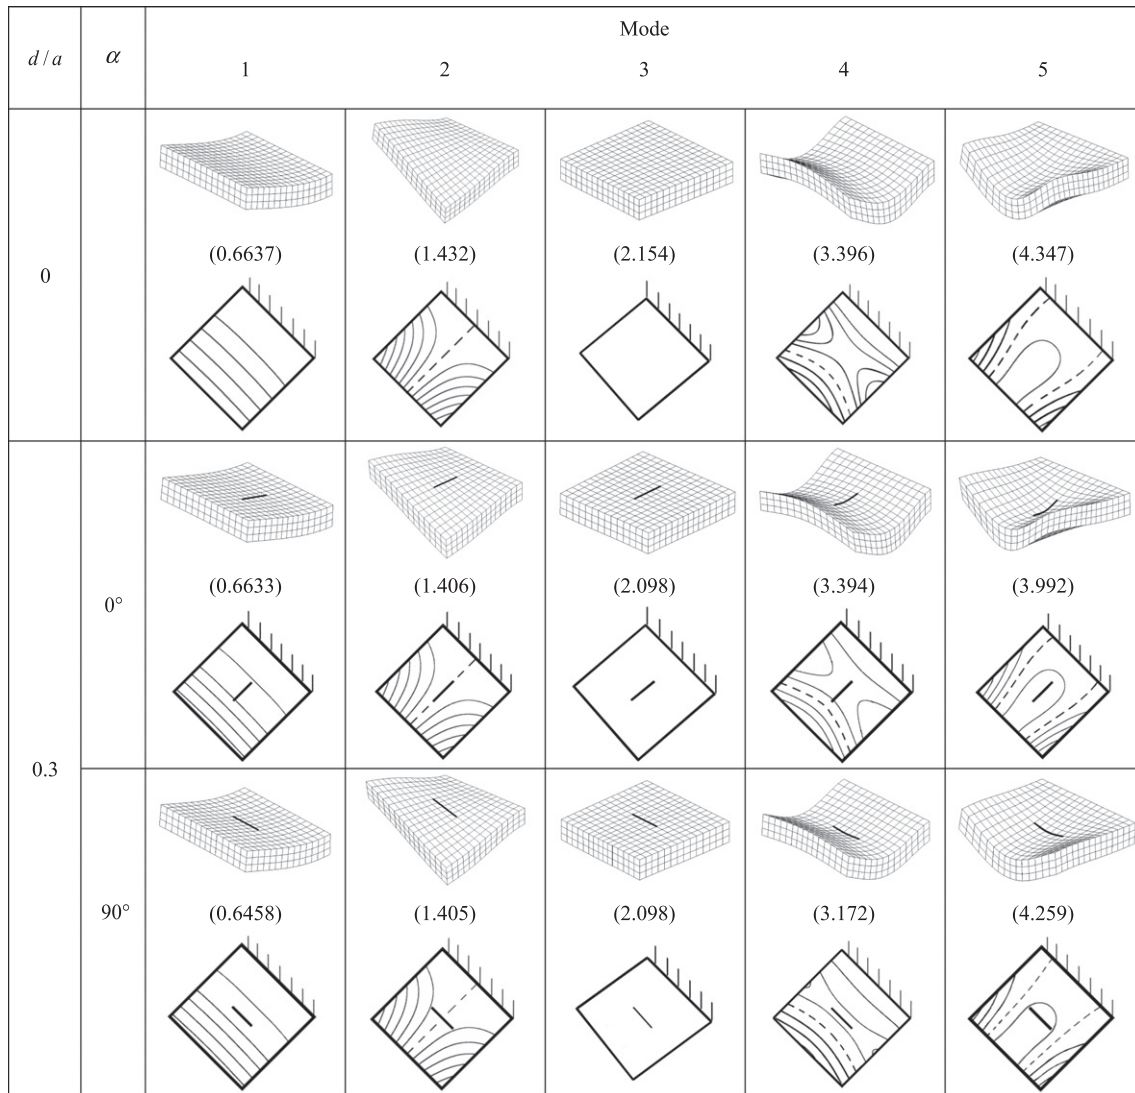 Mode
d / a α 1 2 3 4 5
(0.6637) (1.432) (2.154) (3.396) (4.347)
0
(0.6633) (1.406) (2.098) (3.394) (3.992)
0°
0.3
(0.6458) (1.405) (2.098) (3.172) (4.259)
90°